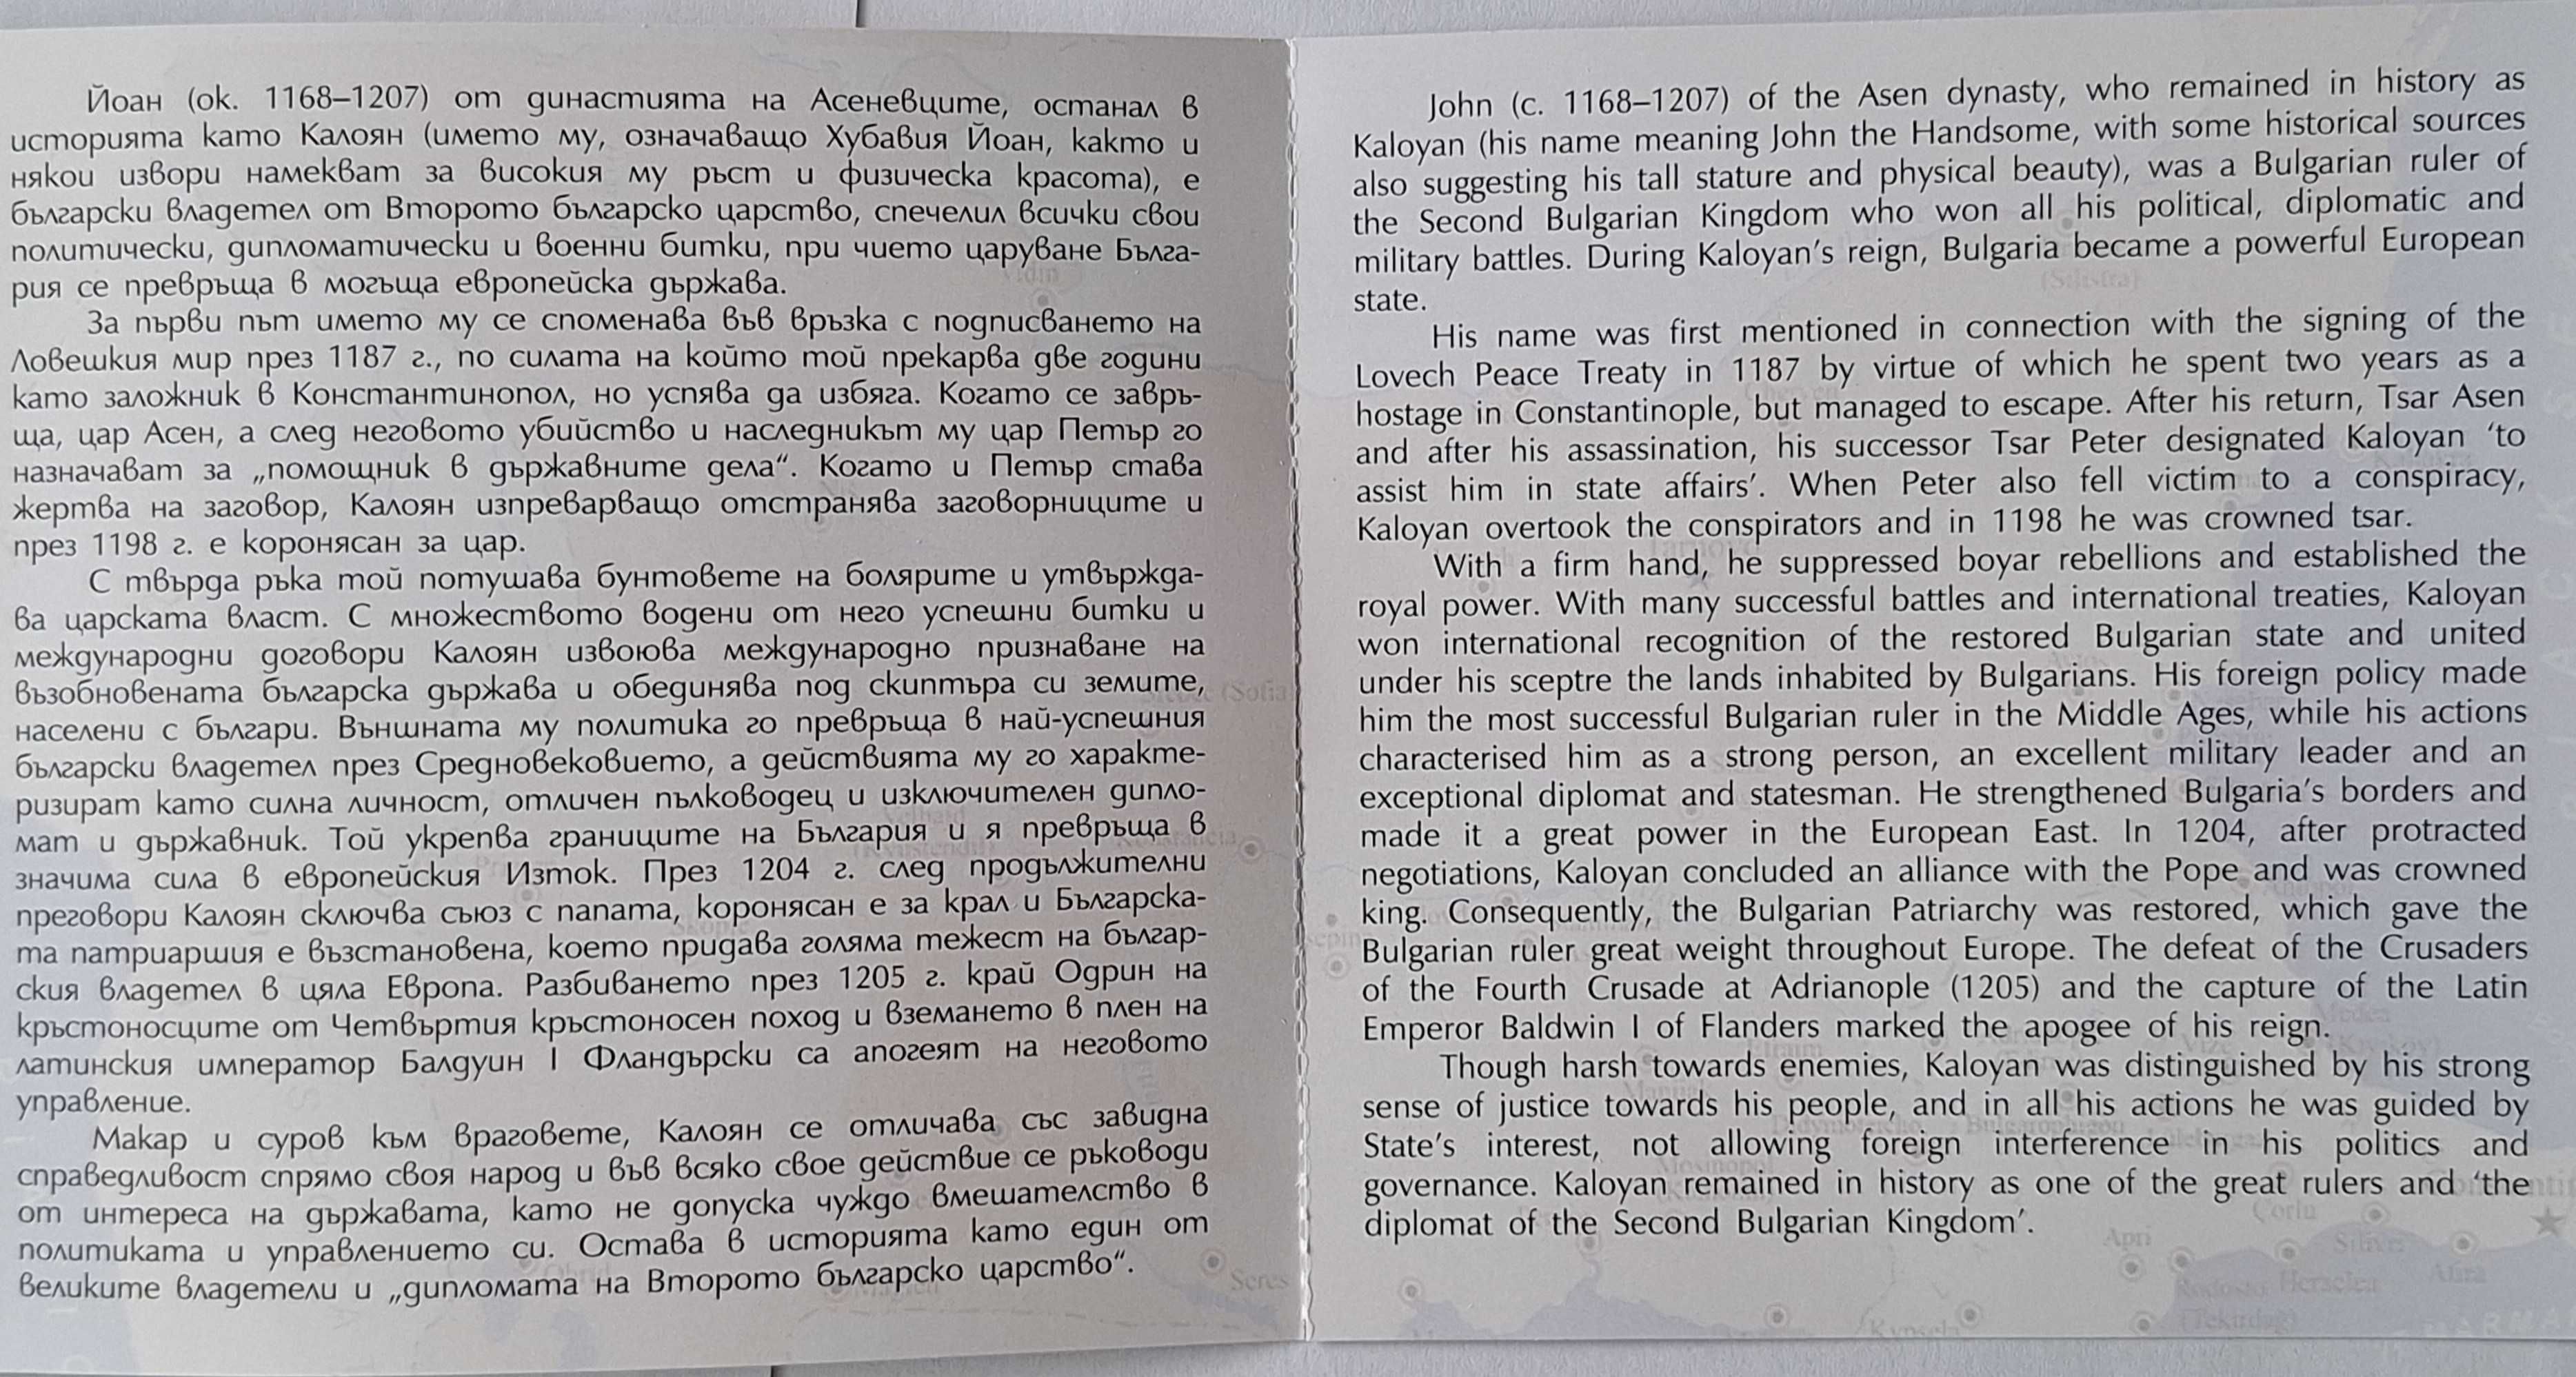 Йоан (ок. 1168–1207) от династията на Асеневците, останал в
историята като Калоян (името му, означаващо Хубавия Йоан, както и
някои извори намекват за високия му ръст и физическа красота), е
български владетел от Второто българско царство, спечелил всички свои
политически, дипломатически и военни битки, при чието царуване Бълга-
рия се превръща в могъща европейска държава.
За първи път името му се споменава във връзка с подписването на
Ловешкия мир през 1187 г., по силата на който той прекарва две години
като заложник в Константинопол, но успява да избяга. Когато се завръ-
ща, цар Асен, а след неговото убийство и наследникът му цар Петър го
назначават за „помощник в държавните дела“. Когато и Петър става
жертва на заговор, Калоян изпреварващо отстранява заговорниците и
през 1198 г. е коронясан за цар.
С твърда ръка той потушава бунтовете на болярите и утвържда-
ва царската власт. С множеството водени от него успешни битки и
международни договори Калоян извоюва международно признаване на
възобновената българска държава и обединява под скиптъра си земите,
населени с българи. Външната му политика го превръща в най-успешния
български владетел през Средновековието, а действията му го характе-
ризират като силна личност, отличен пълководец и изключителен дипло-
мат и държавник. Той укрепва границите на България и я превръща в
значима сила в европейския Изток. През 1204 г. след продължителни
преговори Калоян сключва съюз с папата, коронясан е за крал и Българска-
та патриаршия е възстановена, което придава голяма тежест на българ-
ския владетел в цяла Европа. Разбиването през 1205 г. край Одрин на
кръстоносците от Четвъртия кръстоносен поход и вземането в плен на
латинския император Балдуин I Фландърски са апогеят на неговото
управление.
Макар и суров към враговете, Калоян се отличава със завидна
справедливост спрямо своя народ и във всяко свое действие се ръководи
от интереса на държавата, като не допуска чуждо вмешателство в
политиката и управлението си. Остава в историята като един от
великите владетели и „дипломата на Второто българско царство“.
Seres
John (c. 1168–1207) of the Asen dynasty, who remained in history as
Kaloyan (his name meaning John the Handsome, with some historical sources
also suggesting his tall stature and physical beauty), was a Bulgarian ruler of
the Second Bulgarian Kingdom who won all his political, diplomatic and
military battles. During Kaloyan's reign, Bulgaria became a powerful European
state.
His name was first mentioned in connection with the signing of the
Lovech Peace Treaty in 1187 by virtue of which he spent two years as a
hostage in Constantinople, but managed to escape. After his return, Tsar Asen
and after his assassination, his successor Tsar Peter designated Kaloyan ‘to
assist him in state affairs’. When Peter also fell victim to a conspiracy,
Kaloyan overtook the conspirators and in 1198 he was crowned tsar.
With a firm hand, he suppressed boyar rebellions and established the
royal power. With many successful battles and international treaties, Kaloyan
won international recognition of the restored Bulgarian state and united
under his sceptre the lands inhabited by Bulgarians. His foreign policy made
him the most successful Bulgarian ruler in the Middle Ages, while his actions
characterised him as a strong person, an excellent military leader and an
exceptional diplomat and statesman. He strengthened Bulgaria's borders and
made it a great power in the European East. In 1204, after protracted
negotiations, Kaloyan concluded an alliance with the Pope and was crowned
king. Consequently, the Bulgarian Patriarchy was restored, which gave the
Bulgarian ruler great weight throughout Europe. The defeat of the Crusaders
of the Fourth Crusade at Adrianople (1205) and the capture of the Latin
Emperor Baldwin I of Flanders marked the apogee of his reign.
Though harsh towards enemies, Kaloyan was distinguished by his strong
sense of justice towards his people, and in all his actions he was guided by
State's interest, not allowing foreign interference in his politics and
governance. Kaloyan remained in history as one of the great rulers and ‘the
diplomat of the Second Bulgarian Kingdom’.
Apri
Corlu
Rodosto Heraclea
(Tekirdag)
Kypsela